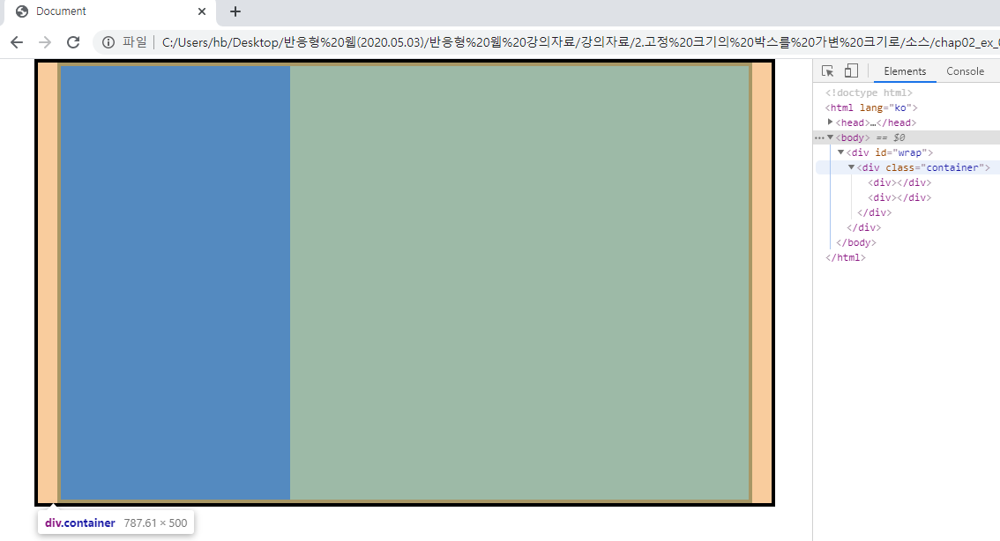 Document
파일 C:/Users/hb/Desktop/반응형%20웹(2020.05.03)/반응형%20웹%20강의자료/강의자료/2.고정%20크기의%20박스를%20가변%20크기로/소스/chap02_ex_0
Elements Console
<!doctype html>
<html lang="ko">
<head>…</head>
<body> == $0
<div id="wrap">
<div class="container">
<div></div>
<div></div>
</div>
</div>
</body>
</html>
div.container 787.61 × 500